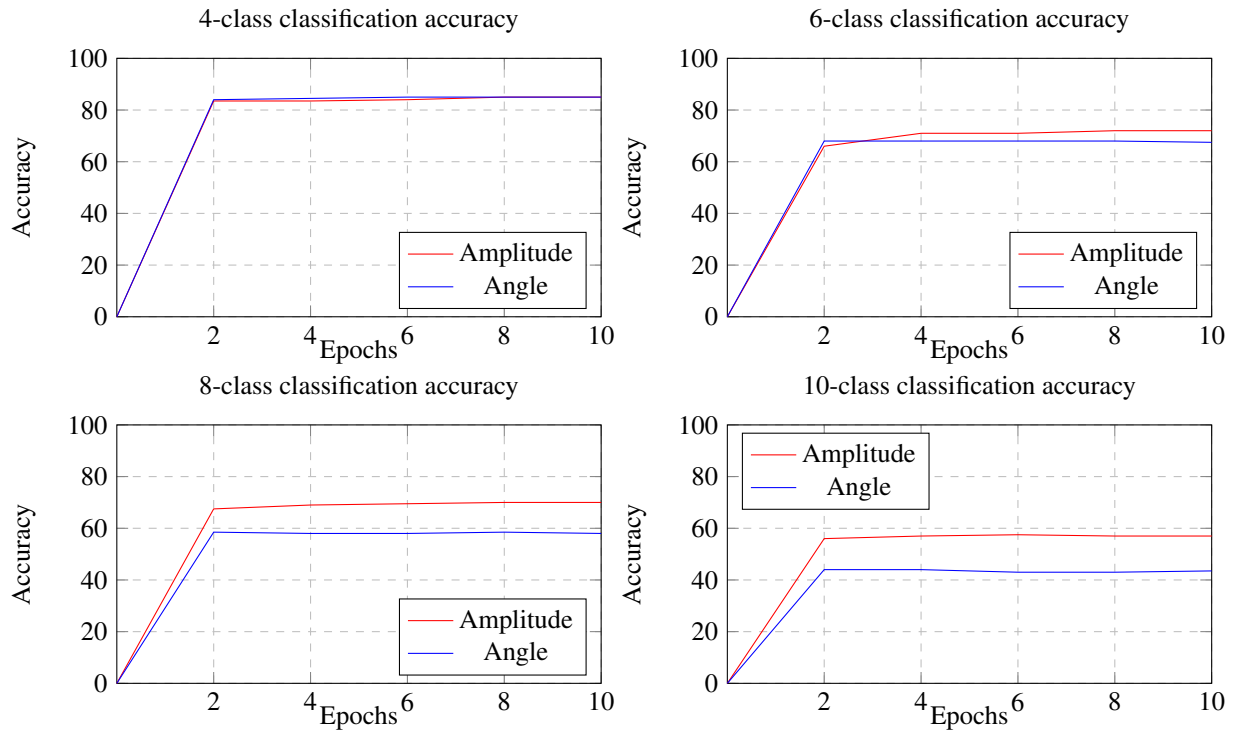 4-class classification accuracy
100
80
60
40
20
0
2
4
6
8
10
Accuracy
Epochs
Amplitude
Angle
6-class classification accuracy
100
80
60
40
20
0
2
4
6
8
10
Accuracy
Epochs
Amplitude
Angle
8-class classification accuracy
100
80
60
40
20
0
2
4
6
8
10
Accuracy
Epochs
Amplitude
Angle
10-class classification accuracy
100
80
60
40
20
0
2
4
6
8
10
Accuracy
Epochs
Amplitude
Angle